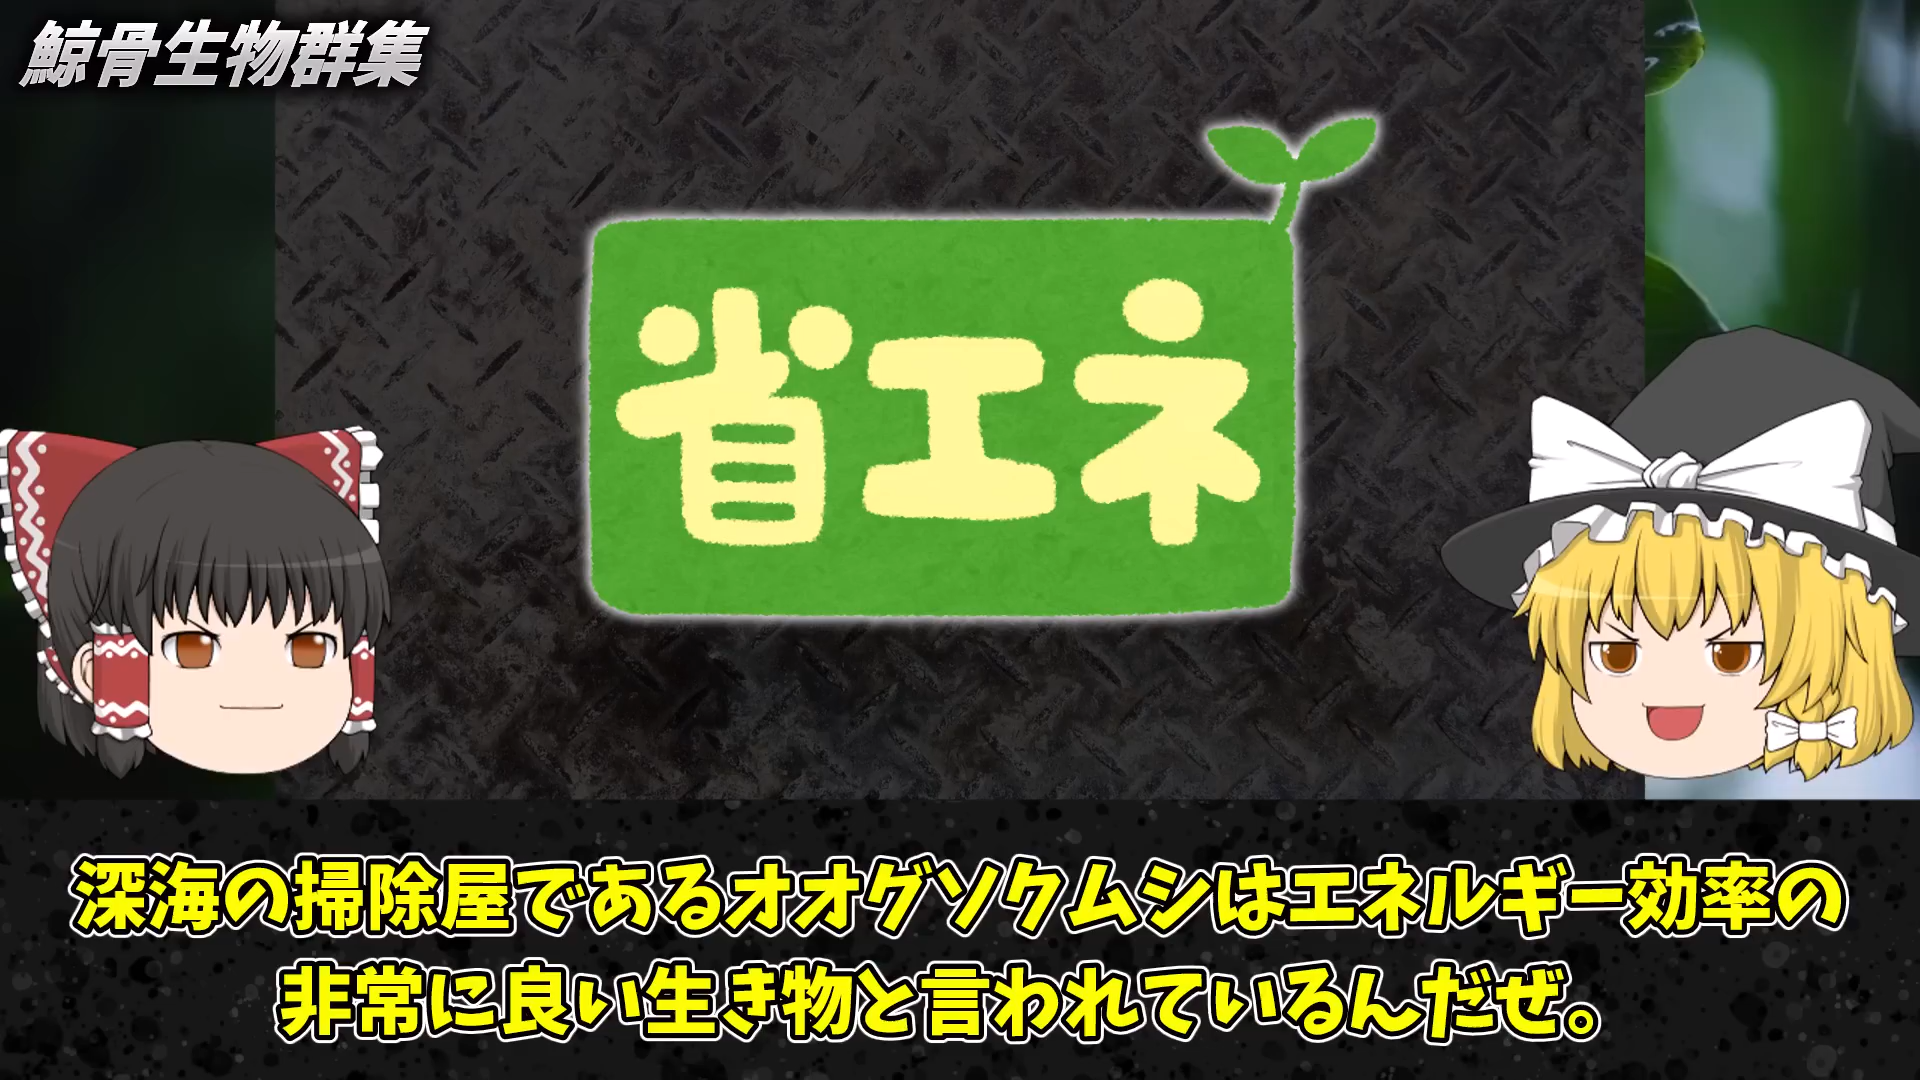 鯨骨生物群集
省エネ
深海の掃除屋であるオオグソクムシはエネルギー効率の
非常に良い生き物と言われているんだぜ。